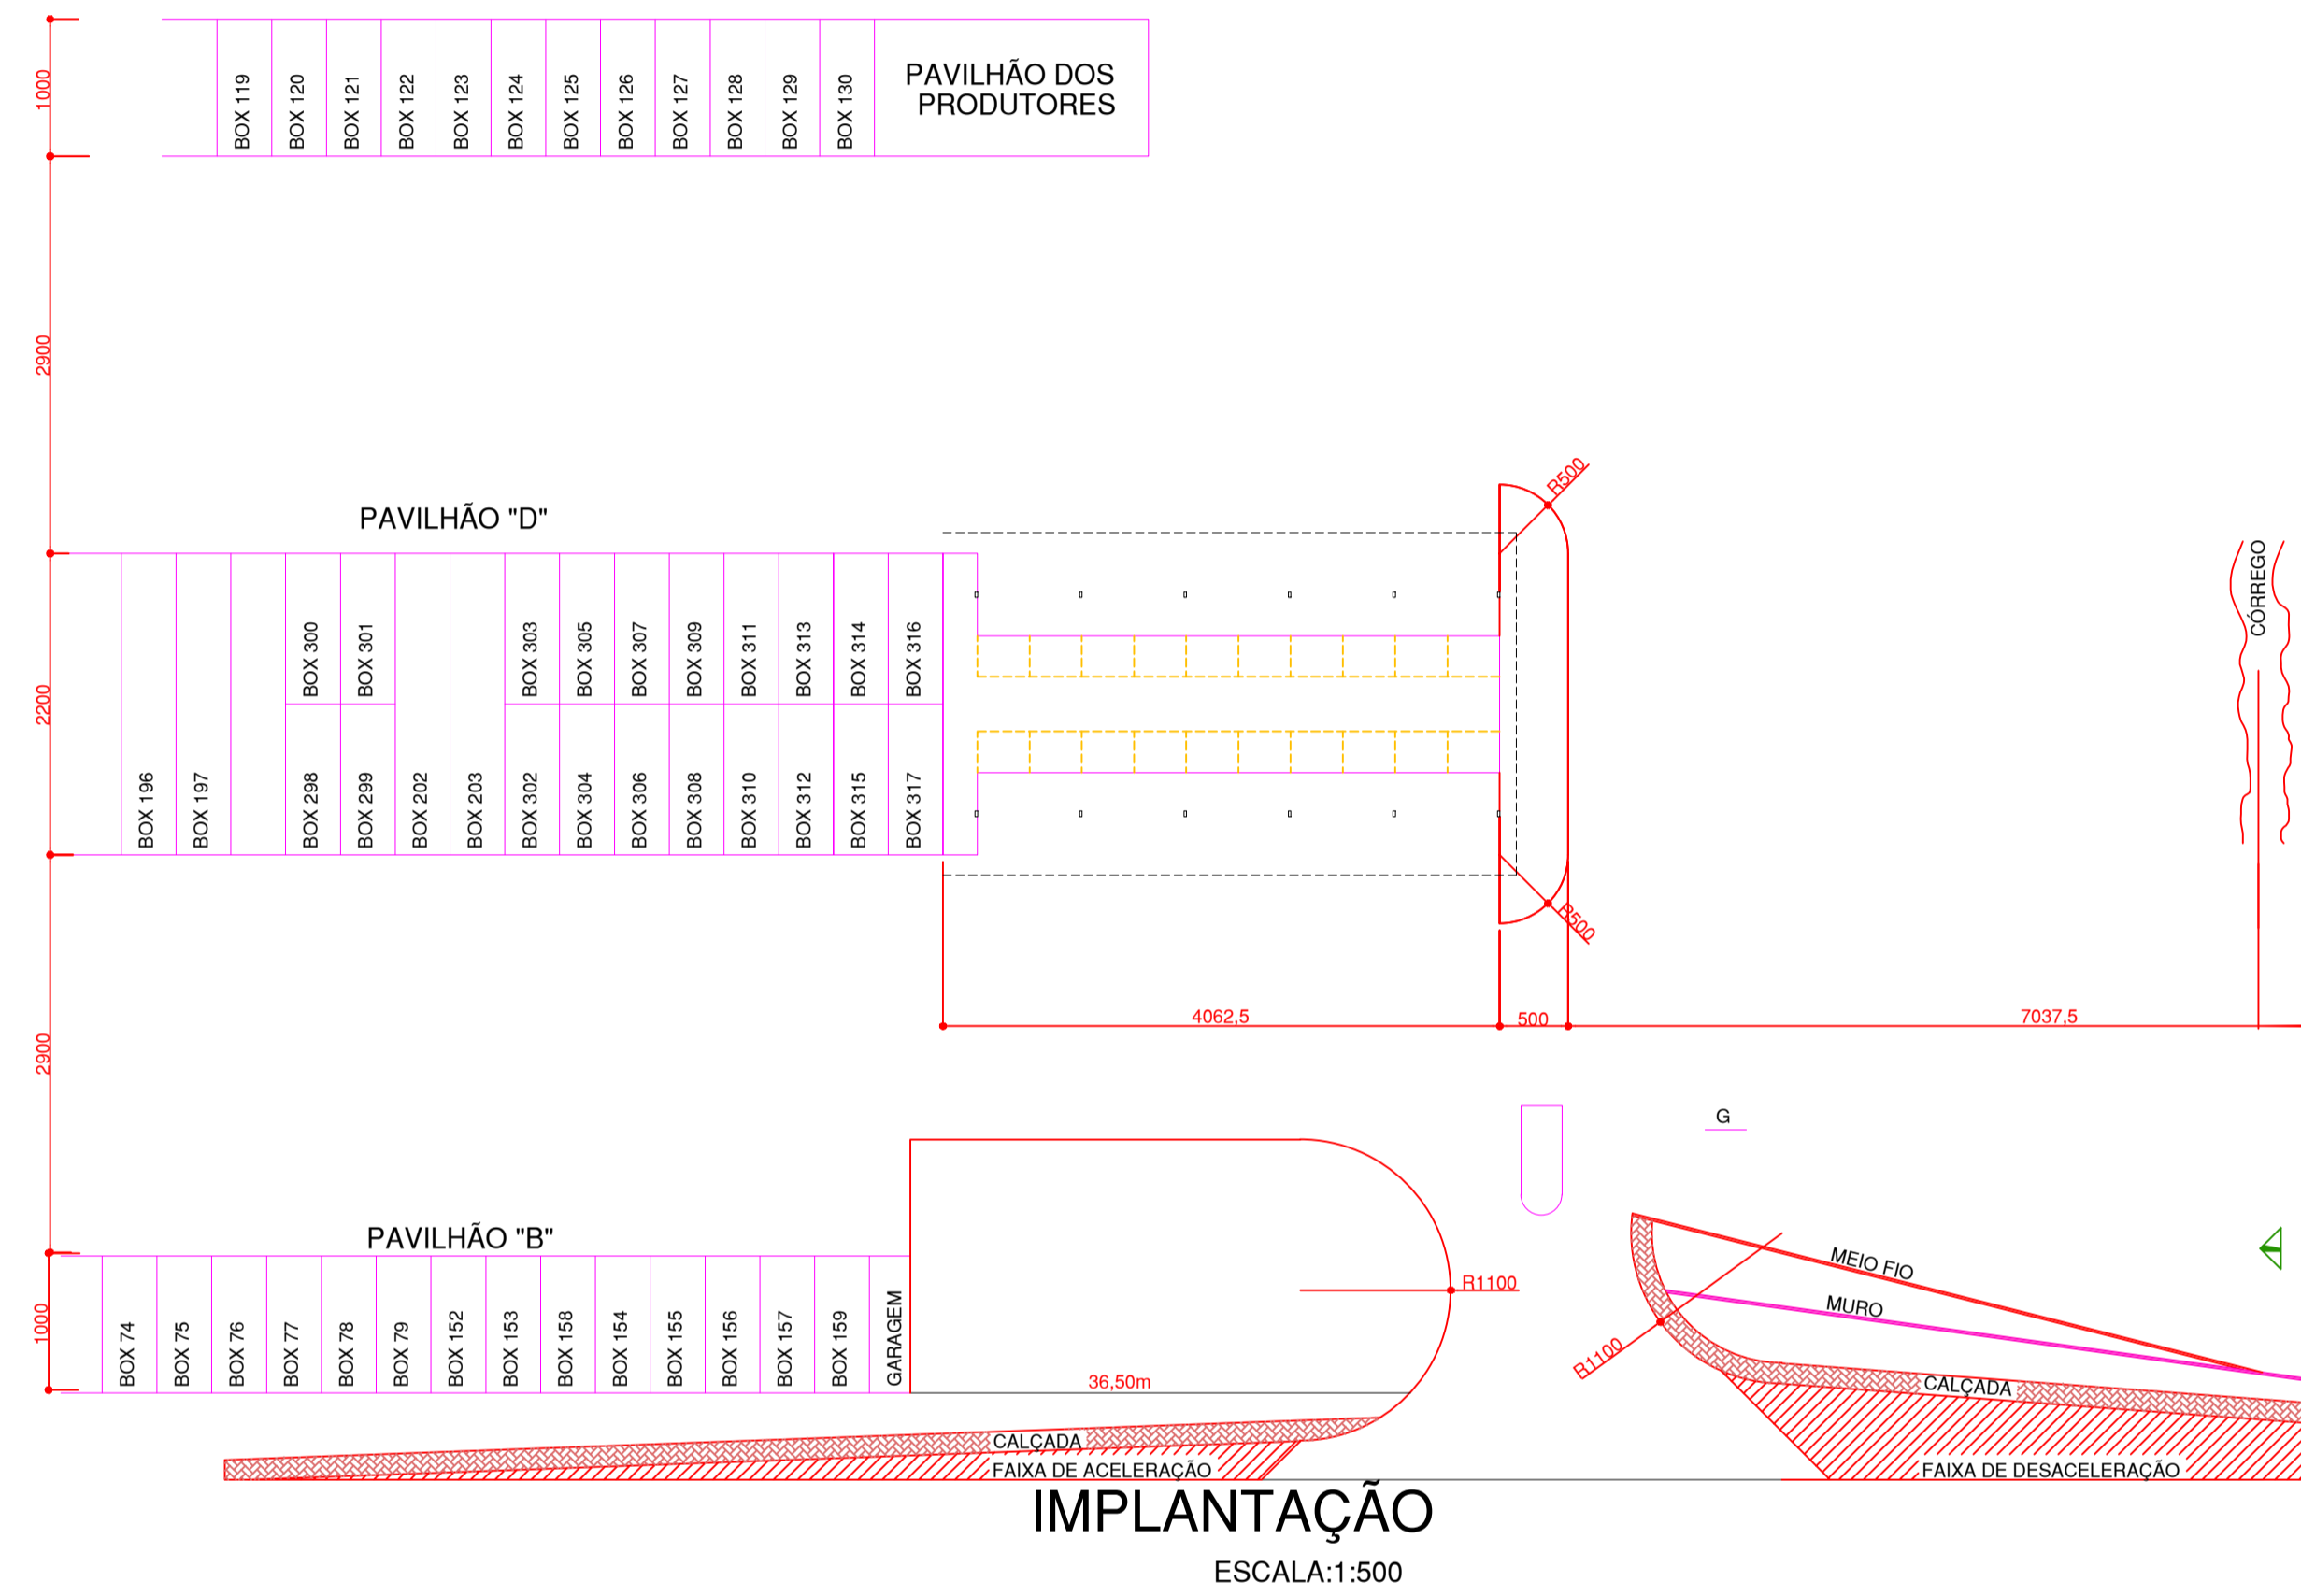 1000
BOX 119
BOX 120
BOX 121
BOX 122
BOX 123
BOX 124
BOX 125
BOX 126
BOX 127
BOX 128
BOX 129
BOX 130
PAVILHÃO DOS
PRODUTORES
2900
PAVILHÃO "D"
R500
CÓRREGO
BOX 300
BOX 301
BOX 303
BOX 305
BOX 307
BOX 309
BOX 311
BOX 313
BOX 314
BOX 316
2200
BOX 196
BOX 197
BOX 298
BOX 299
BOX 202
BOX 203
BOX 302
BOX 304
BOX 306
BOX 308
BOX 310
BOX 312
BOX 315
BOX 317
R500
4062,5
500
7037,5
2900
G
PAVILHÃO "B"
MEIO FIO
R1100
MURO
1000
BOX 74
BOX 75
BOX 76
BOX 77
BOX 78
BOX 79
BOX 152
BOX 153
BOX 158
BOX 154
BOX 155
BOX 156
BOX 157
BOX 159
GARAGEM
R1100
36,50m
CALÇADA
CALÇADA
FAIXA DE ACELERAÇÃO
FAIXA DE DESACELERAÇÃO
IMPLANTAÇÃO
ESCALA:1:500